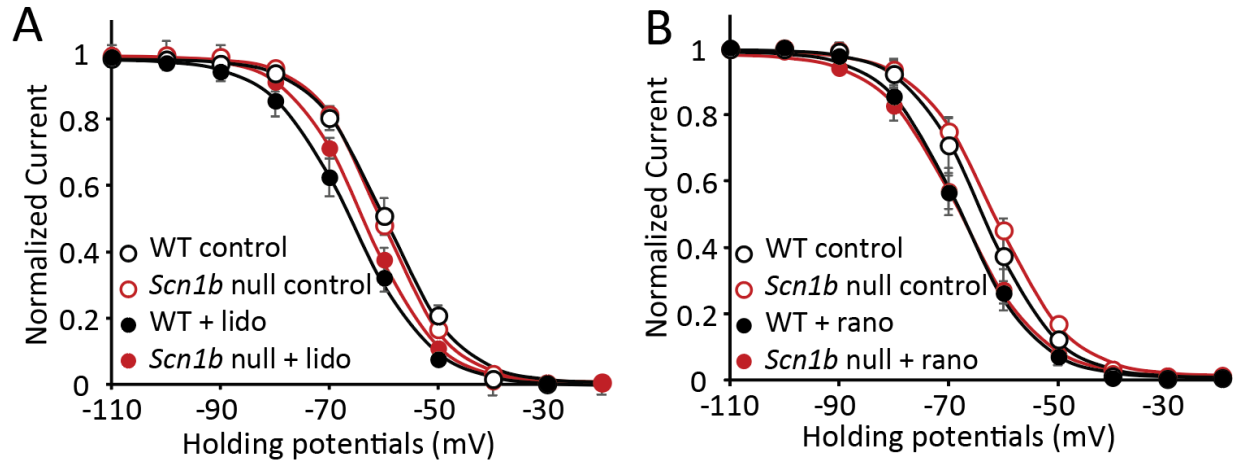 A
Normalized Current
1
0.8
0.6
0.4
0.2
0
WT control
Scn1b null control
WT + lido
Scn1b null + lido
-110 -90 -70 -50 -30
Holding potentials (mV)
B
Normalized Current
1
0.8
0.6
0.4
0.2
0
WT control
Scn1b null control
WT + rano
Scn1b null + rano
-110 -90 -70 -50 -30
Holding potentials (mV)